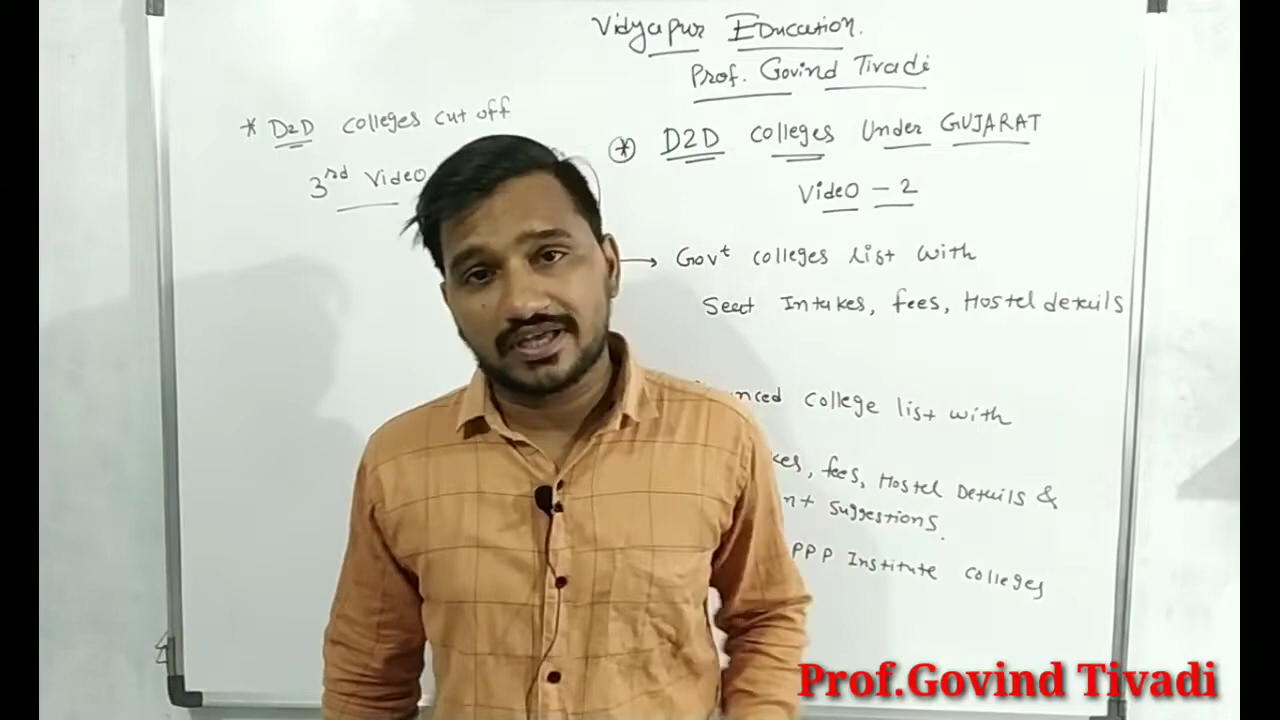 Vidyapur Education.
Prof. Govind Tivadi
* D2D colleges cut off
3rd Video
* D2D colleges Under GUJARAT
Video - 2
→ Govt colleges list with
Seat Intakes, fees, Hostel details
college list with
fees, Hostel Details &
suggestions.
PPP Institute colleges
Prof.Govind Tivadi